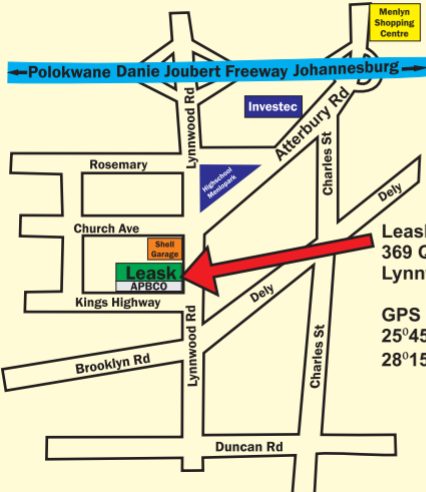 Menlyn
Shopping
Centre
Polokwane Danie Joubert Freeway Johannesburg
Lynnwood Rd
Investec
Atterbury Rd
Rosemary
Highschool
Menlopark
Charles St
Dely
Church Ave
Shell
Garage
Leask
369
Lynn
Leask
APBCO
Kings Highway
Dely
GPS
25°45
28°15
Lynnwood Rd
Brooklyn Rd
Charles St
Duncan Rd